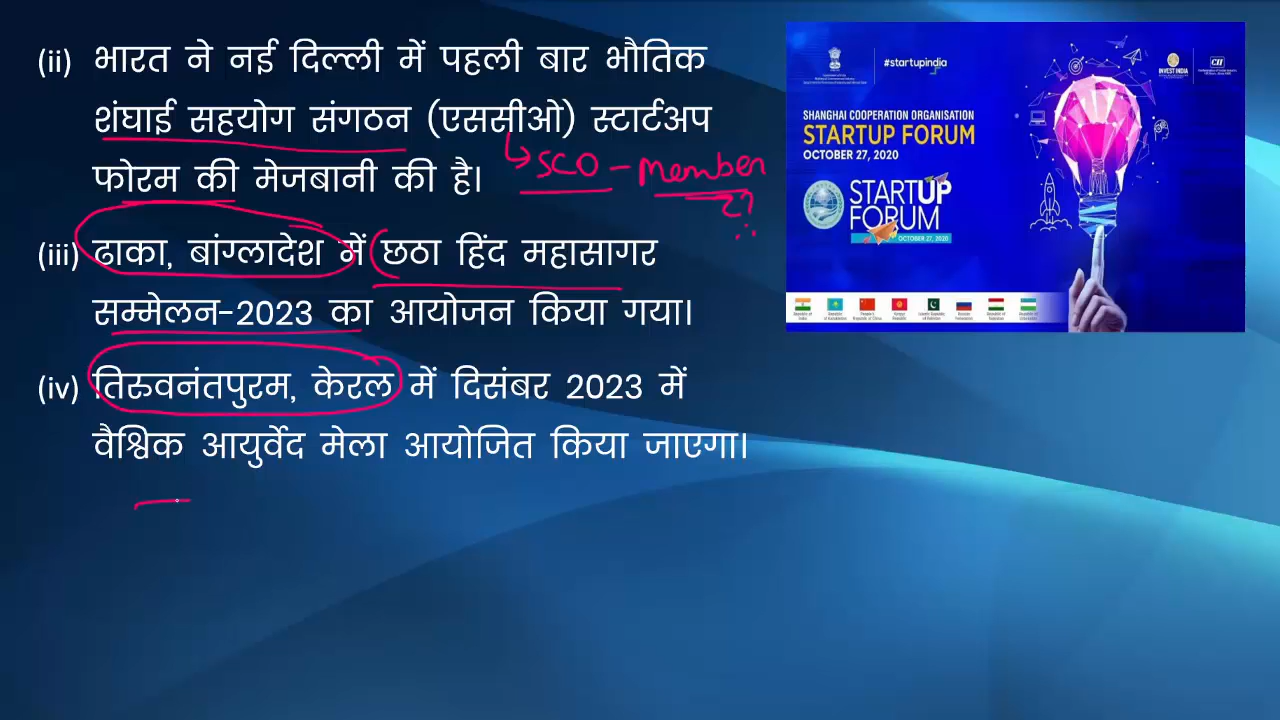 (ii) भारत ने नई दिल्ली में पहली बार भौतिक
शंघाई सहयोग संगठन (एससीओ) स्टार्टअप
फोरम की मेजबानी की है।
SCO - Member
??
(iii) ढाका, बांग्लादेश में छठा हिंद महासागर
सम्मेलन-2023 का आयोजन किया गया।
(iv) तिरुवनंतपुरम, केरल में दिसंबर 2023 में
वैश्विक आयुर्वेद मेला आयोजित किया जाएगा।
#startupindia
INVEST INDIA
CII
SHANGHAI COOPERATION ORGANISATION
STARTUP FORUM
OCTOBER 27, 2020
STARTUP
FORUM
OCTOBER 27, 2020